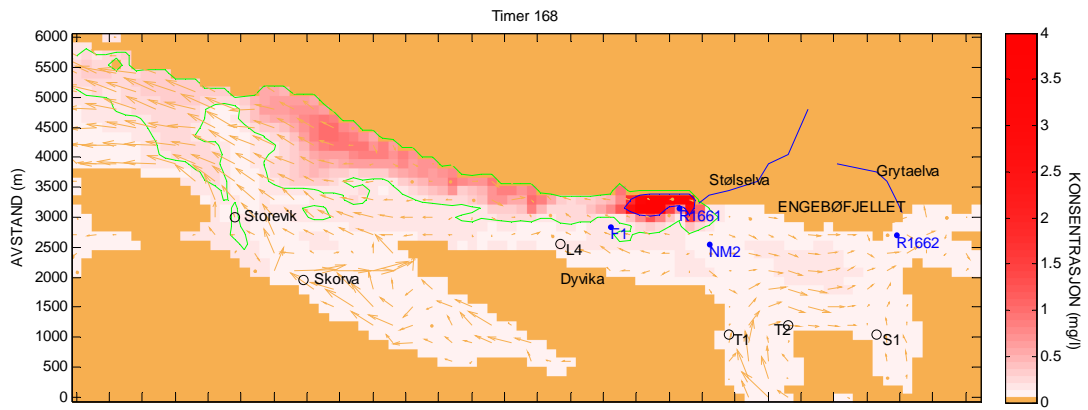 Timer 168
6000
5500
5000
4500
4000
3500
3000
2500
2000
1500
1000
500
0
AVSTAND (m)
Stølselva
Grytaelva
ENGEBØFJELLET
R1661
Storevik
F1
R1662
L4
NM2
Skorva
Dyvika
T1
T2
S1
4
3.5
3
2.5
2
1.5
1
0.5
0
KONSENTRASJON (mg/l)